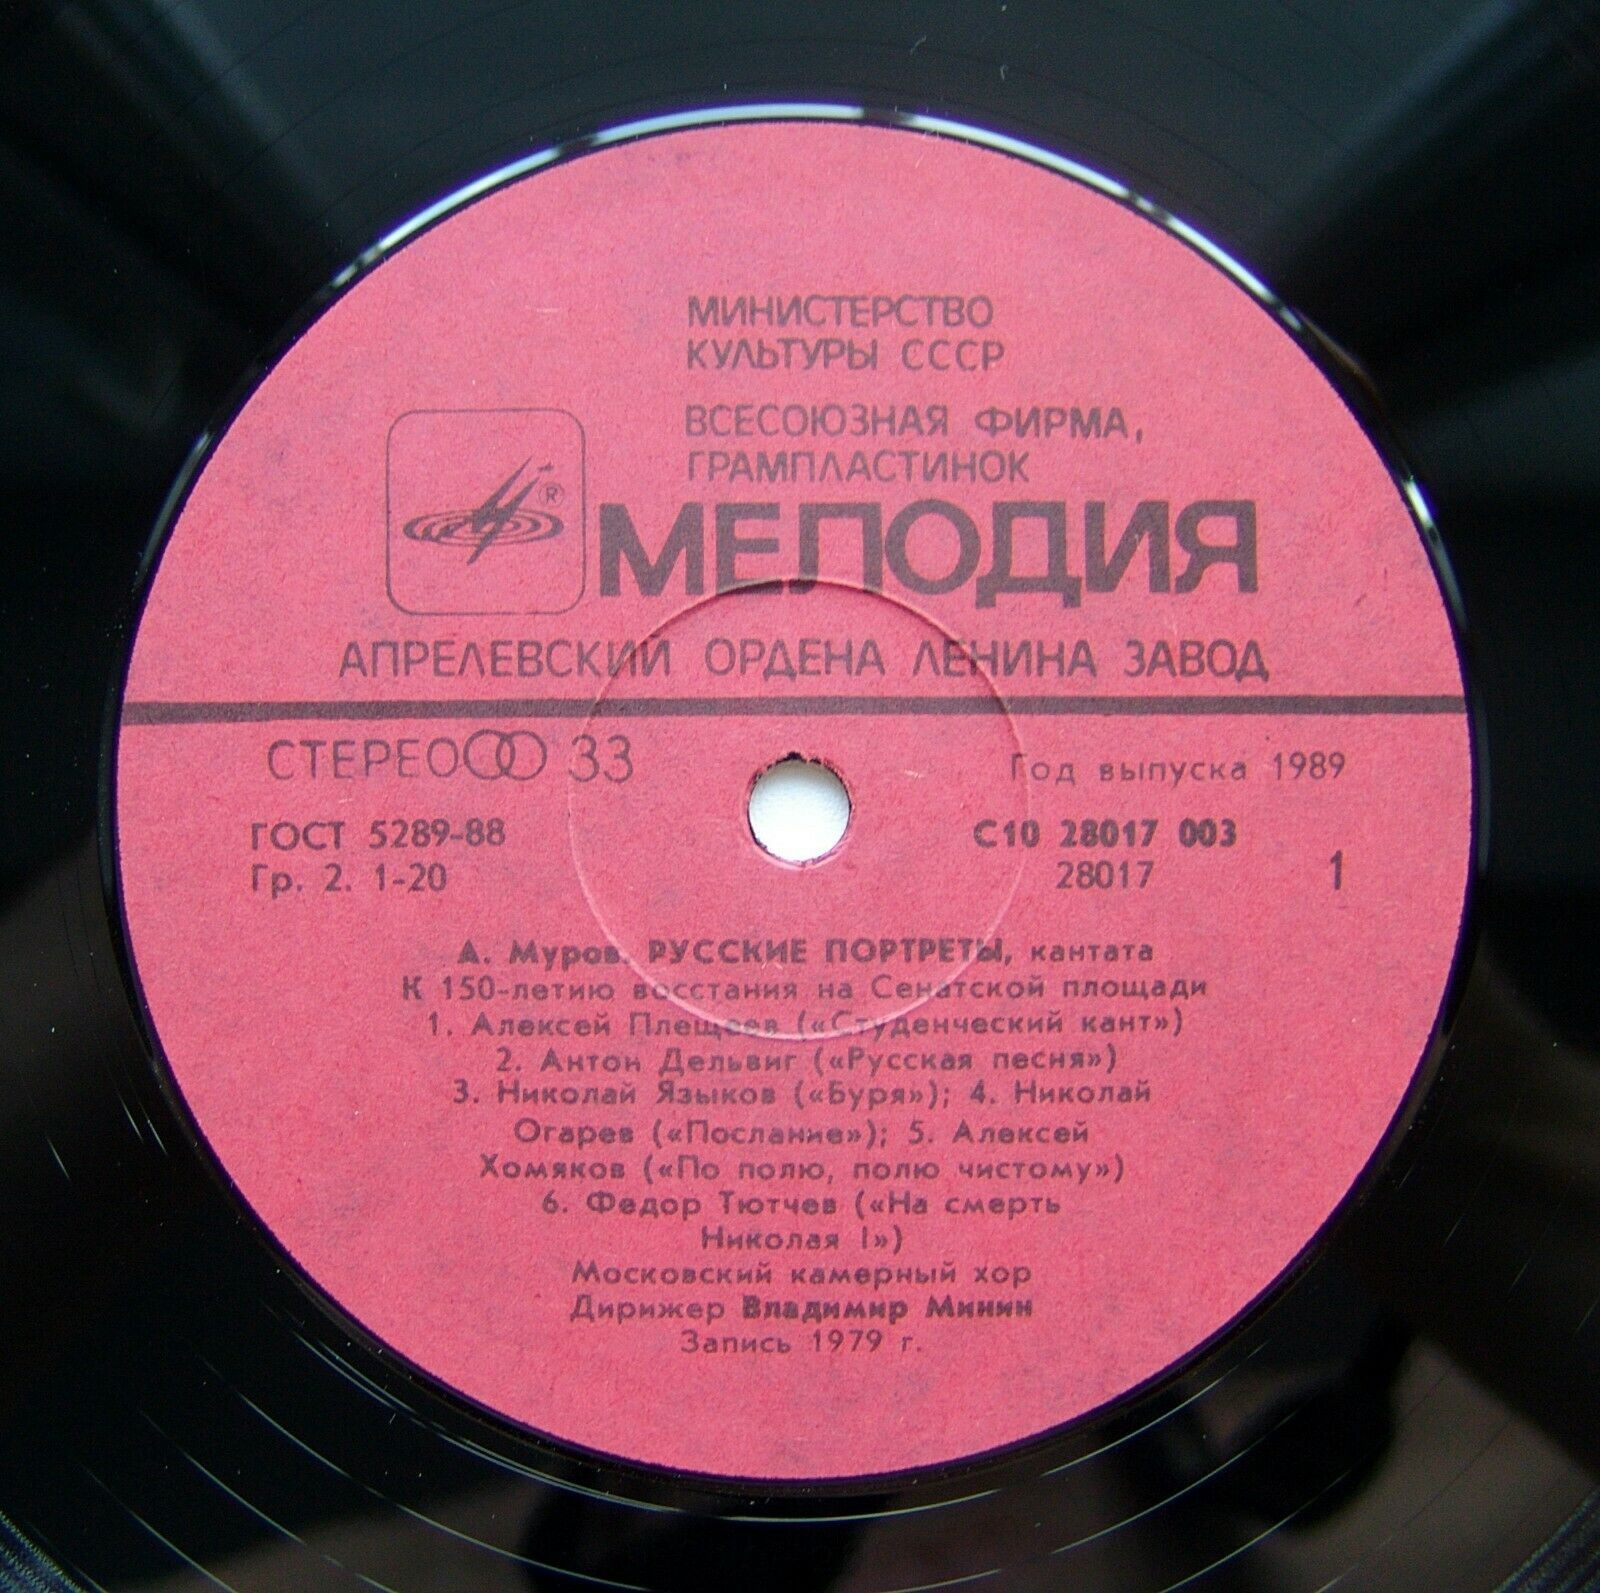 МИНИСТЕРСТВО
КУЛЬТУРЫ СССР
ВСЕСОЮЗНАЯ ФИРМА,
ГРАМПЛАСТИНОК
®
МЕЛОДИЯ
АПРЕЛЕВСКИЙ ОРДЕНА ЛЕНИНА ЗАВОД
СТЕРЕО 33
Год выпуска 1989
ГОСТ 5289-88
С10 28017 003
Гр. 2. 1-20
28017 1
А. Муров. РУССКИЕ ПОРТРЕТЫ, кантата
К 150-летию восстания на Сенатской площади
1. Алексей Плещеев («Студенческий кант»)
2. Антон Дельвиг («Русская песня»)
3. Николай Языков («Буря»); 4. Николай
Огарев («Послание»); 5. Алексей
Хомяков («По полю, полю чистому»)
6. Федор Тютчев («На смерть
Николая I»)
Московский камерный хор
Дирижер Владимир Минин
Запись 1979 г.